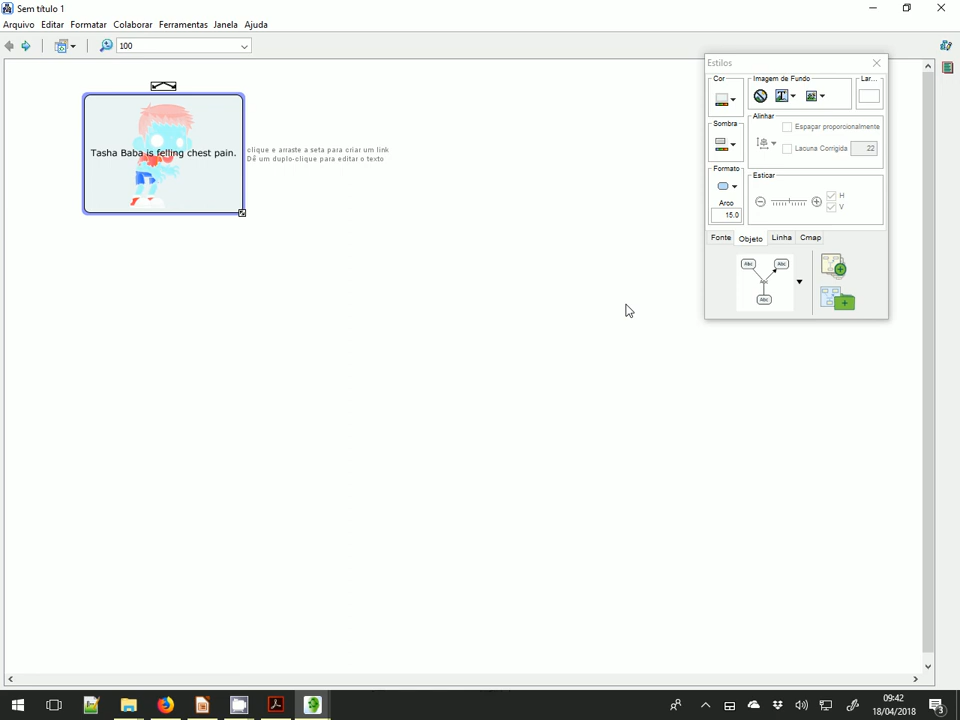 Sem título 1
Arquivo Editar Formatar Colaborar Ferramentas Janela Ajuda
100
Estilos
Cor
Imagem de Fundo
Lar...
Alinhar
Espaçar proporcionalmente
Sombra
Lacuna Corrigida 22
Formato
Esticar
H
Arco
V
15.0
Fonte Objeto Linha Cmap
Abc Abc
Abc
Abc
Tasha Baba is felling chest pain.
clique e arraste a seta para criar um link
Dê um duplo-clique para editar o texto
09:42
18/04/2018
3